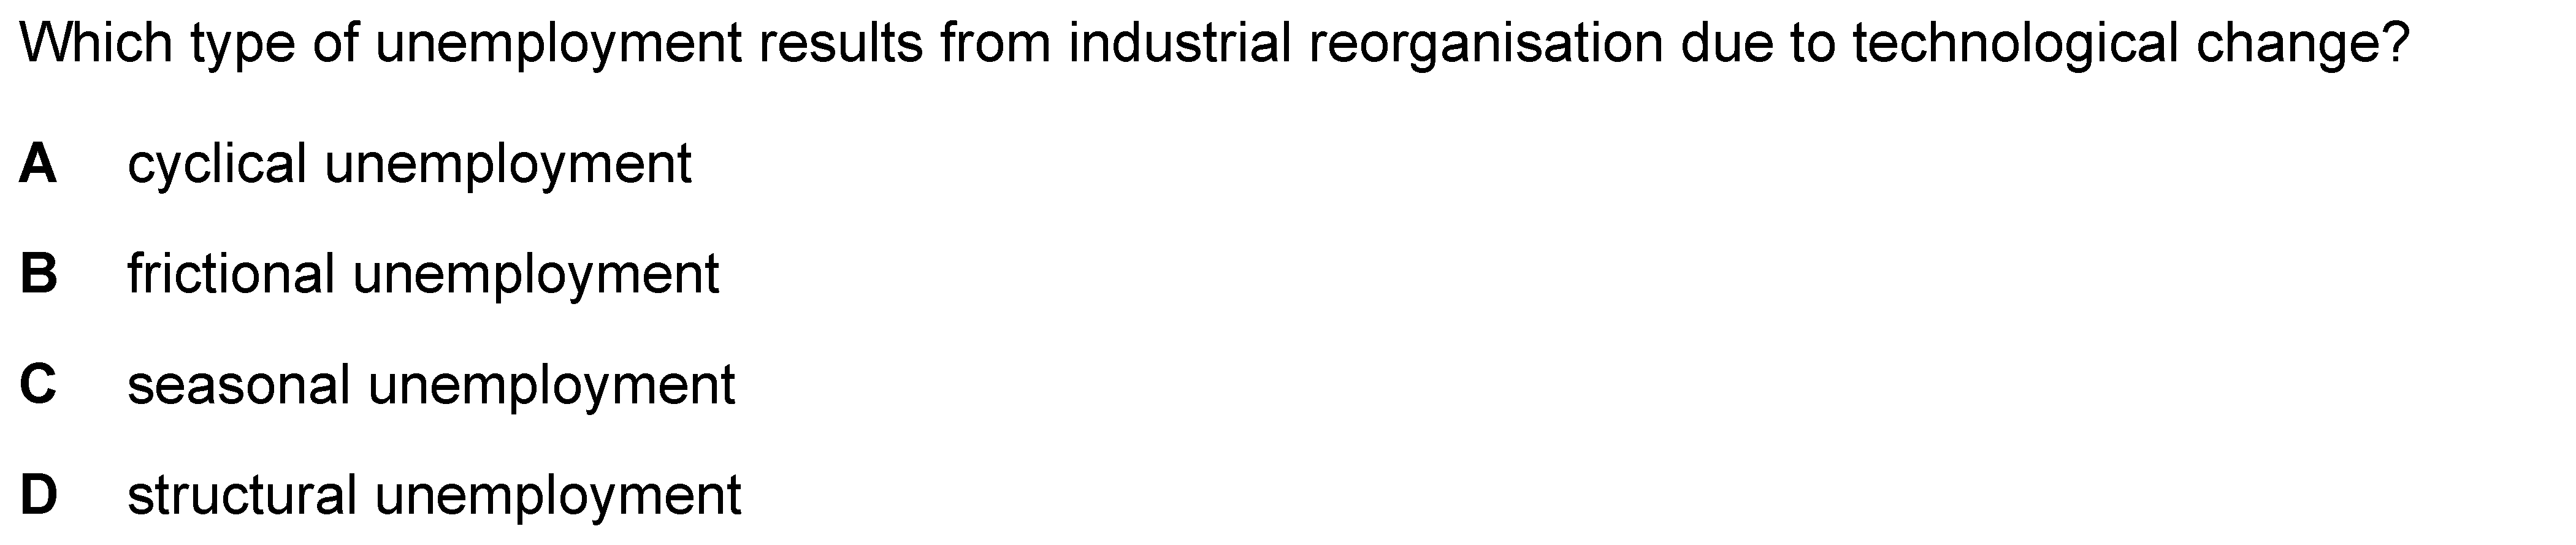 Which type of unemployment results from industrial reorganisation due to technological change?
A cyclical unemployment
B frictional unemployment
C seasonal unemployment
D structural unemployment